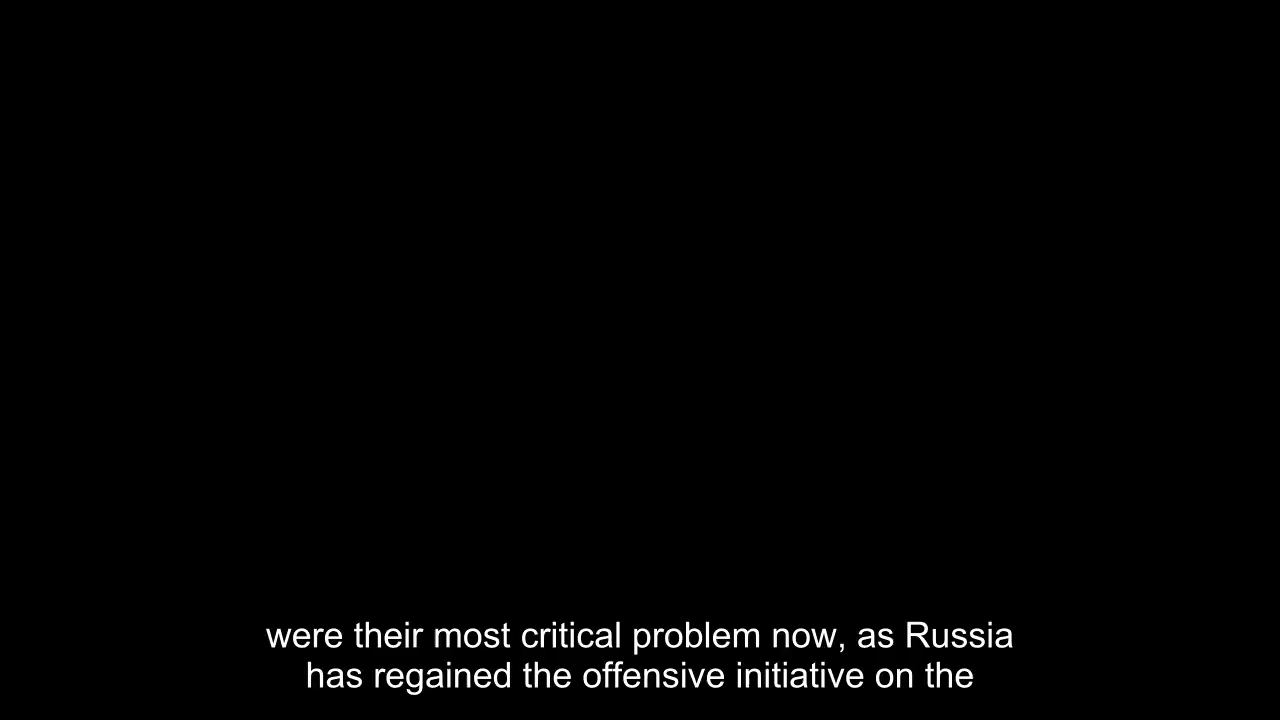 were their most critical problem now, as Russia
has regained the offensive initiative on the